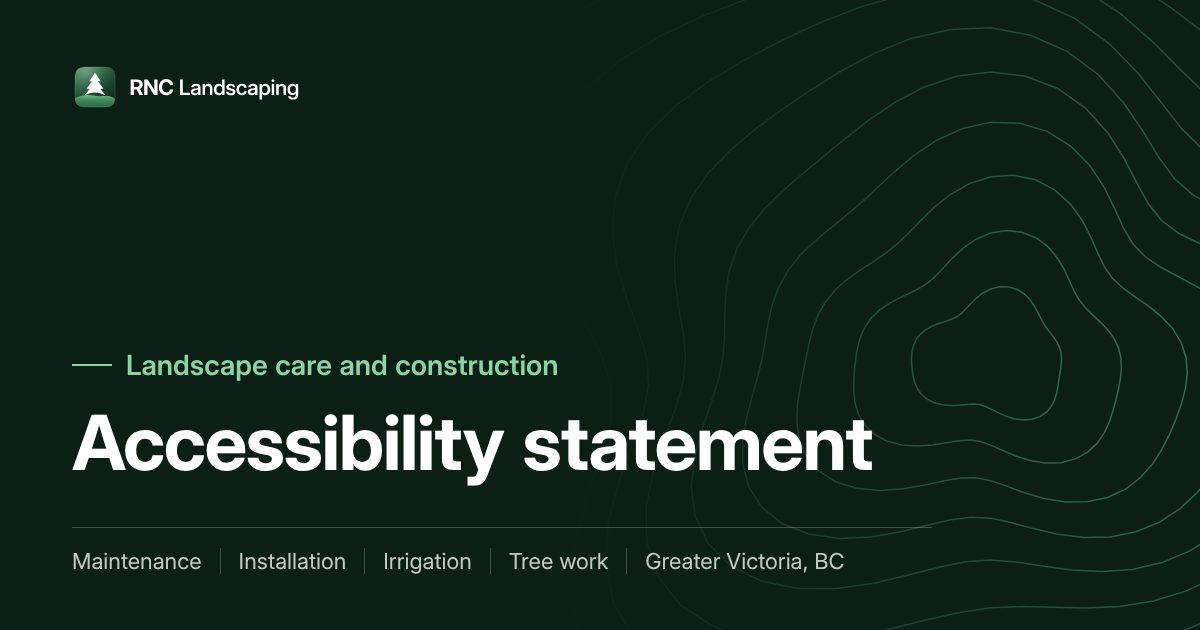 RNC Landscaping
Landscape care and construction
Accessibility statement
Maintenance Installation Irrigation Tree work Greater Victoria, BC